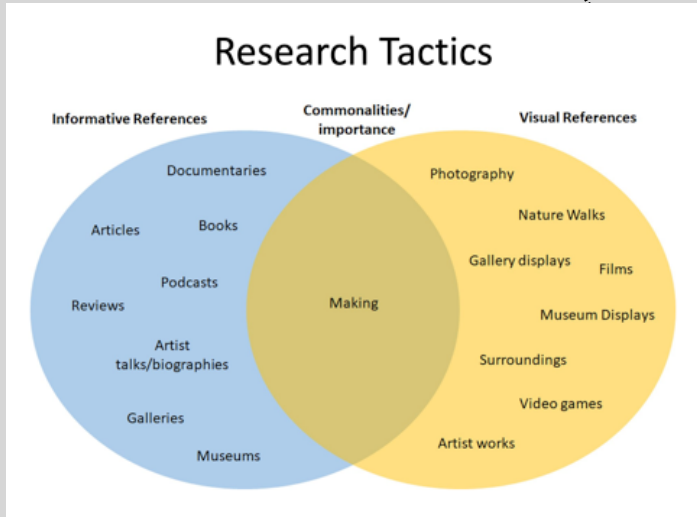 Research Tactics
Informative References
Commonalities/
importance
Visual References
Documentaries
Articles
Books
Podcasts
Reviews
Artist
talks/biographies
Galleries
Museums
Making
Photography
Nature Walks
Gallery displays
Films
Museum Displays
Surroundings
Video games
Artist works